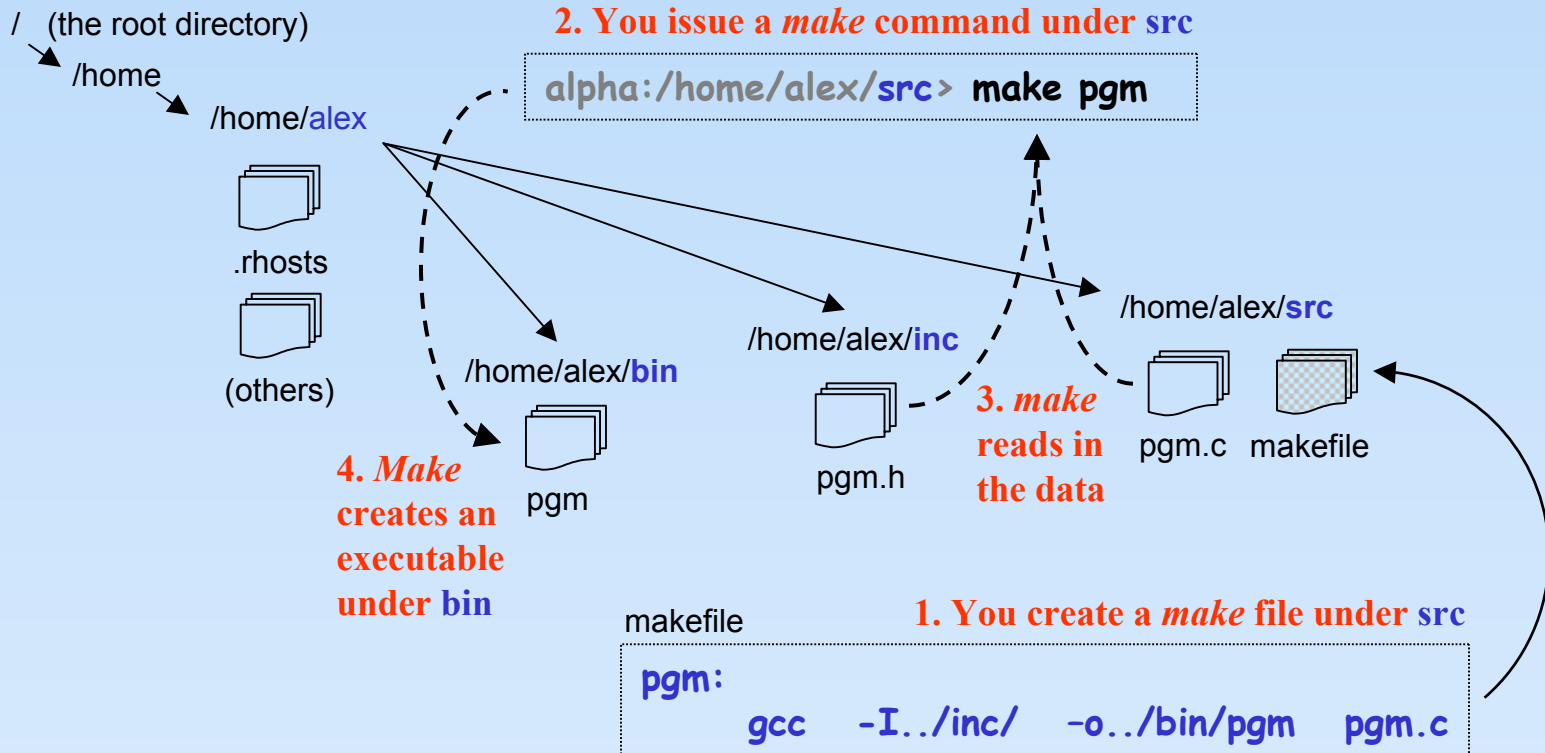 / (the root directory)
/home
/home/alex
.rhosts
(others)
2. You issue a make command under src
alpha:/home/alex/src> make pgm
/home/alex/bin
pgm
/home/alex/inc
pgm.h
/home/alex/src
pgm.c makefile
3. make
reads in
the data
4. Make
creates an
executable
under bin
1. You create a make file under src
makefile
pgm:
gcc -I../inc/ –o../bin/pgm pgm.c